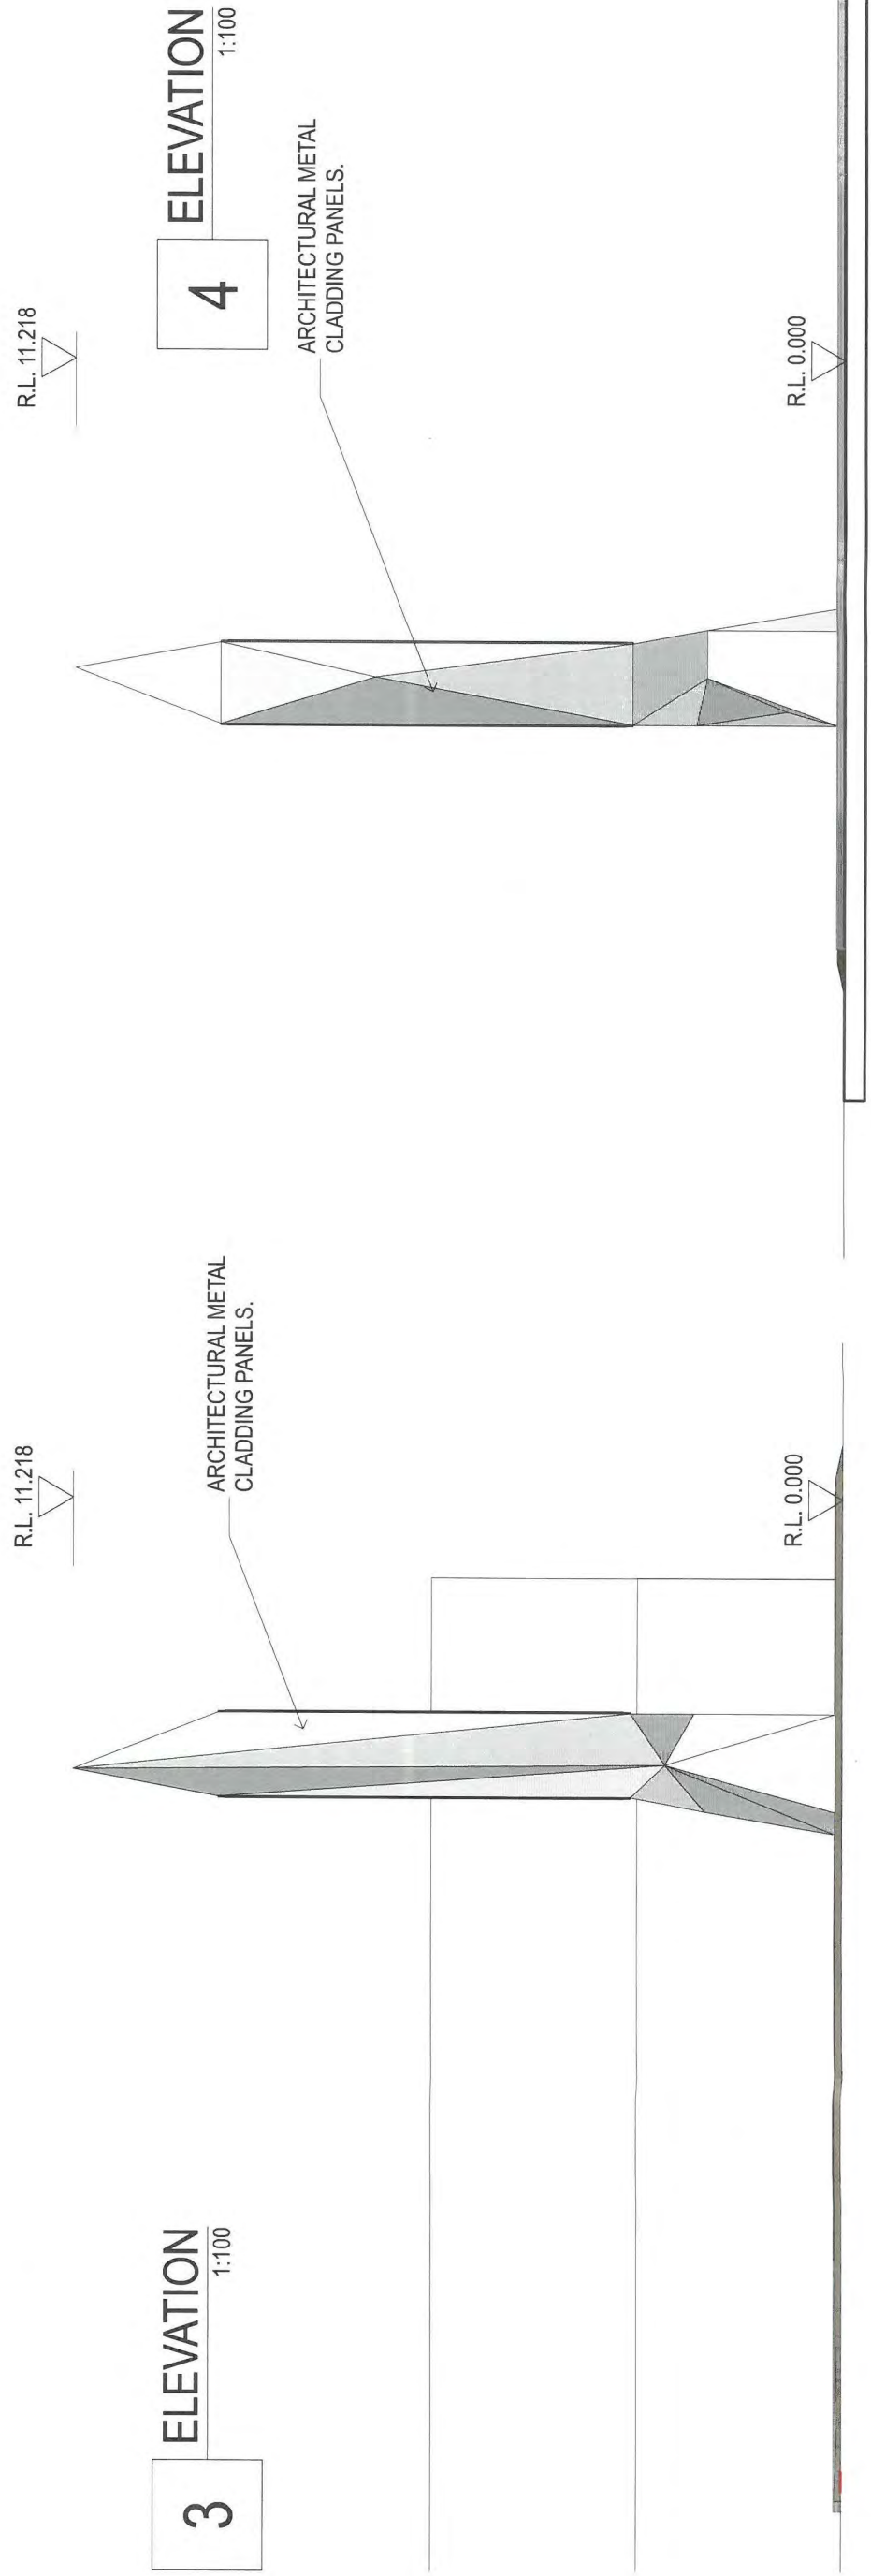 3
ELEVATION
1:100
R.L. 11.218
ARCHITECTURAL METAL
CLADDING PANELS.
R.L. 0.000
4
ELEVATION
1:100
R.L. 11.218
ARCHITECTURAL METAL
CLADDING PANELS.
R.L. 0.000